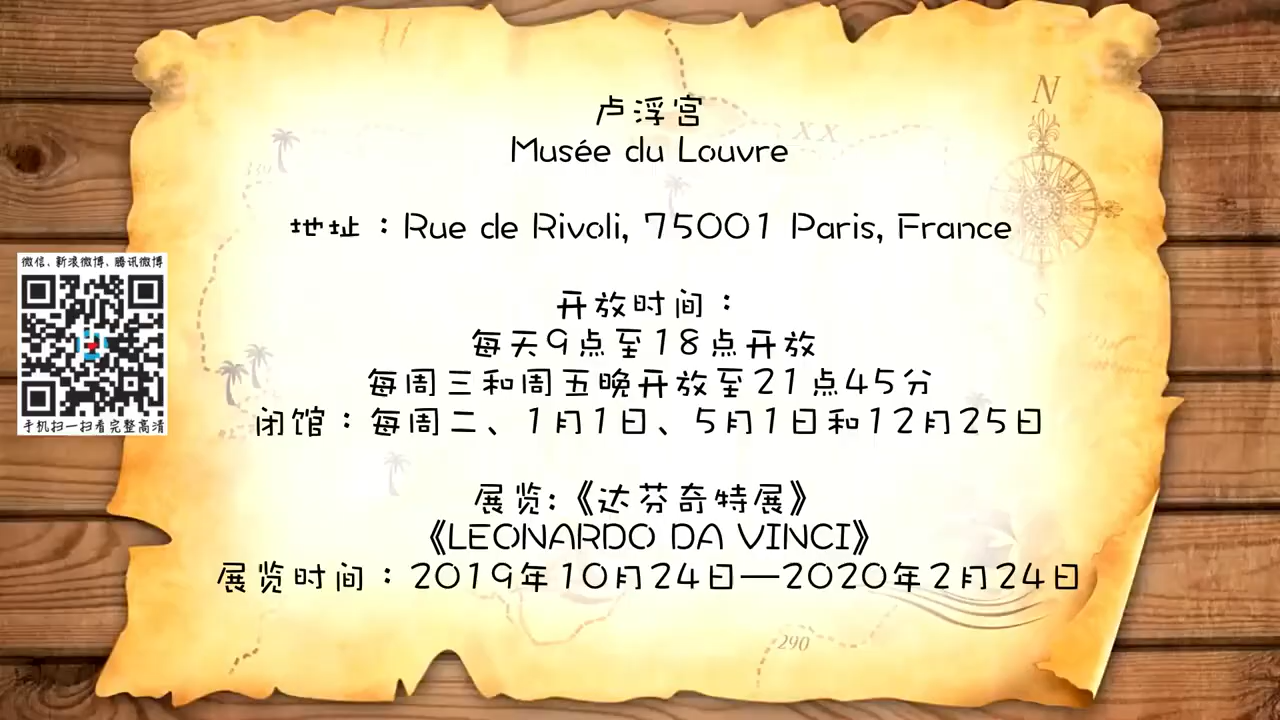 卢浮宫
Musée du Louvre
地址：Rue de Rivoli, 75001 Paris, France
开放时间：
每天9点至18点开放
每周三和周五晚开放至21点45分
闭馆：每周二、1月1日、5月1日和12月25日
展览:《达芬奇特展》
《LEONARDO DA VINCI》
展览时间：2019年10月24日—2020年2月24日
微信、新浪微博、腾讯微博
手机扫一扫看完整高清
N
S
X X
290